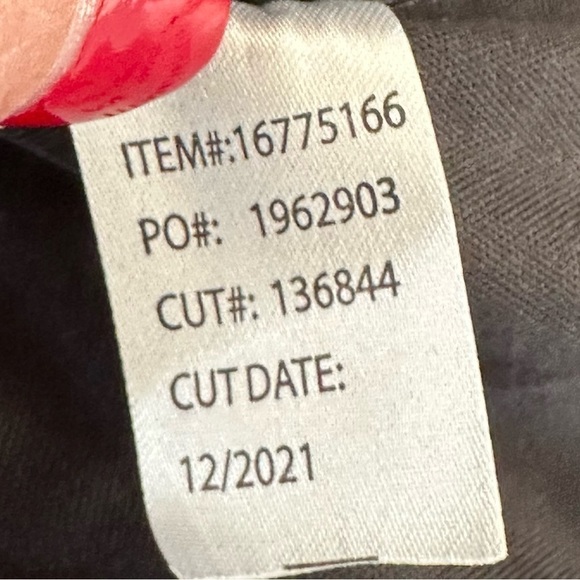 ITEM#:16775166
PO#: 1962903
CUT#: 136844
CUT DATE:
12/2021